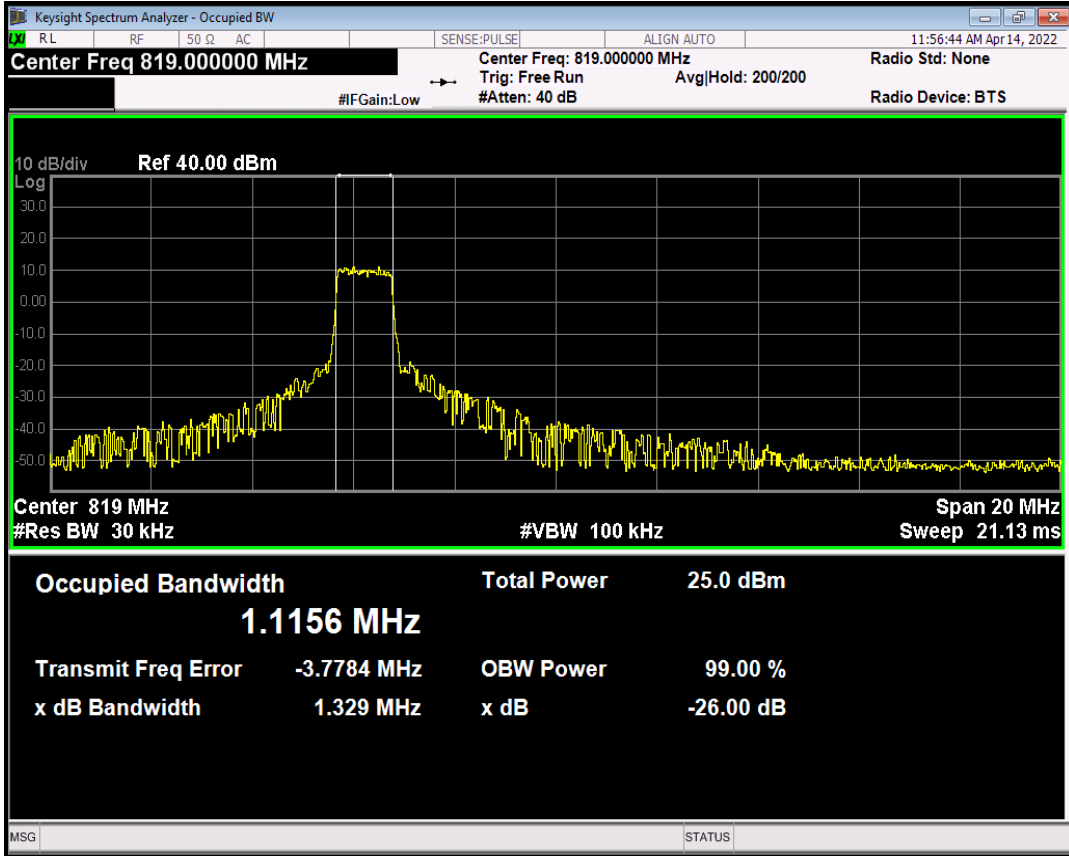 Keysight Spectrum Analyzer - Occupied BW
LXI RL RF 50 Ω AC SENSE:PULSE ALIGN AUTO 11:56:44 AM Apr 14, 2022
Center Freq 819.000000 MHz Center Freq: 819.000000 MHz Radio Std: None
Trig: Free Run Avg|Hold: 200/200
#IFGain:Low #Atten: 40 dB Radio Device: BTS
10 dB/div Ref 40.00 dBm
Log
30.0
20.0
10.0
0.00
-10.0
-20.0
-30.0
-40.0
-50.0
Center 819 MHz Span 20 MHz
#Res BW 30 kHz #VBW 100 kHz Sweep 21.13 ms
Occupied Bandwidth Total Power 25.0 dBm
1.1156 MHz
Transmit Freq Error -3.7784 MHz OBW Power 99.00 %
x dB Bandwidth 1.329 MHz x dB -26.00 dB
MSG STATUS